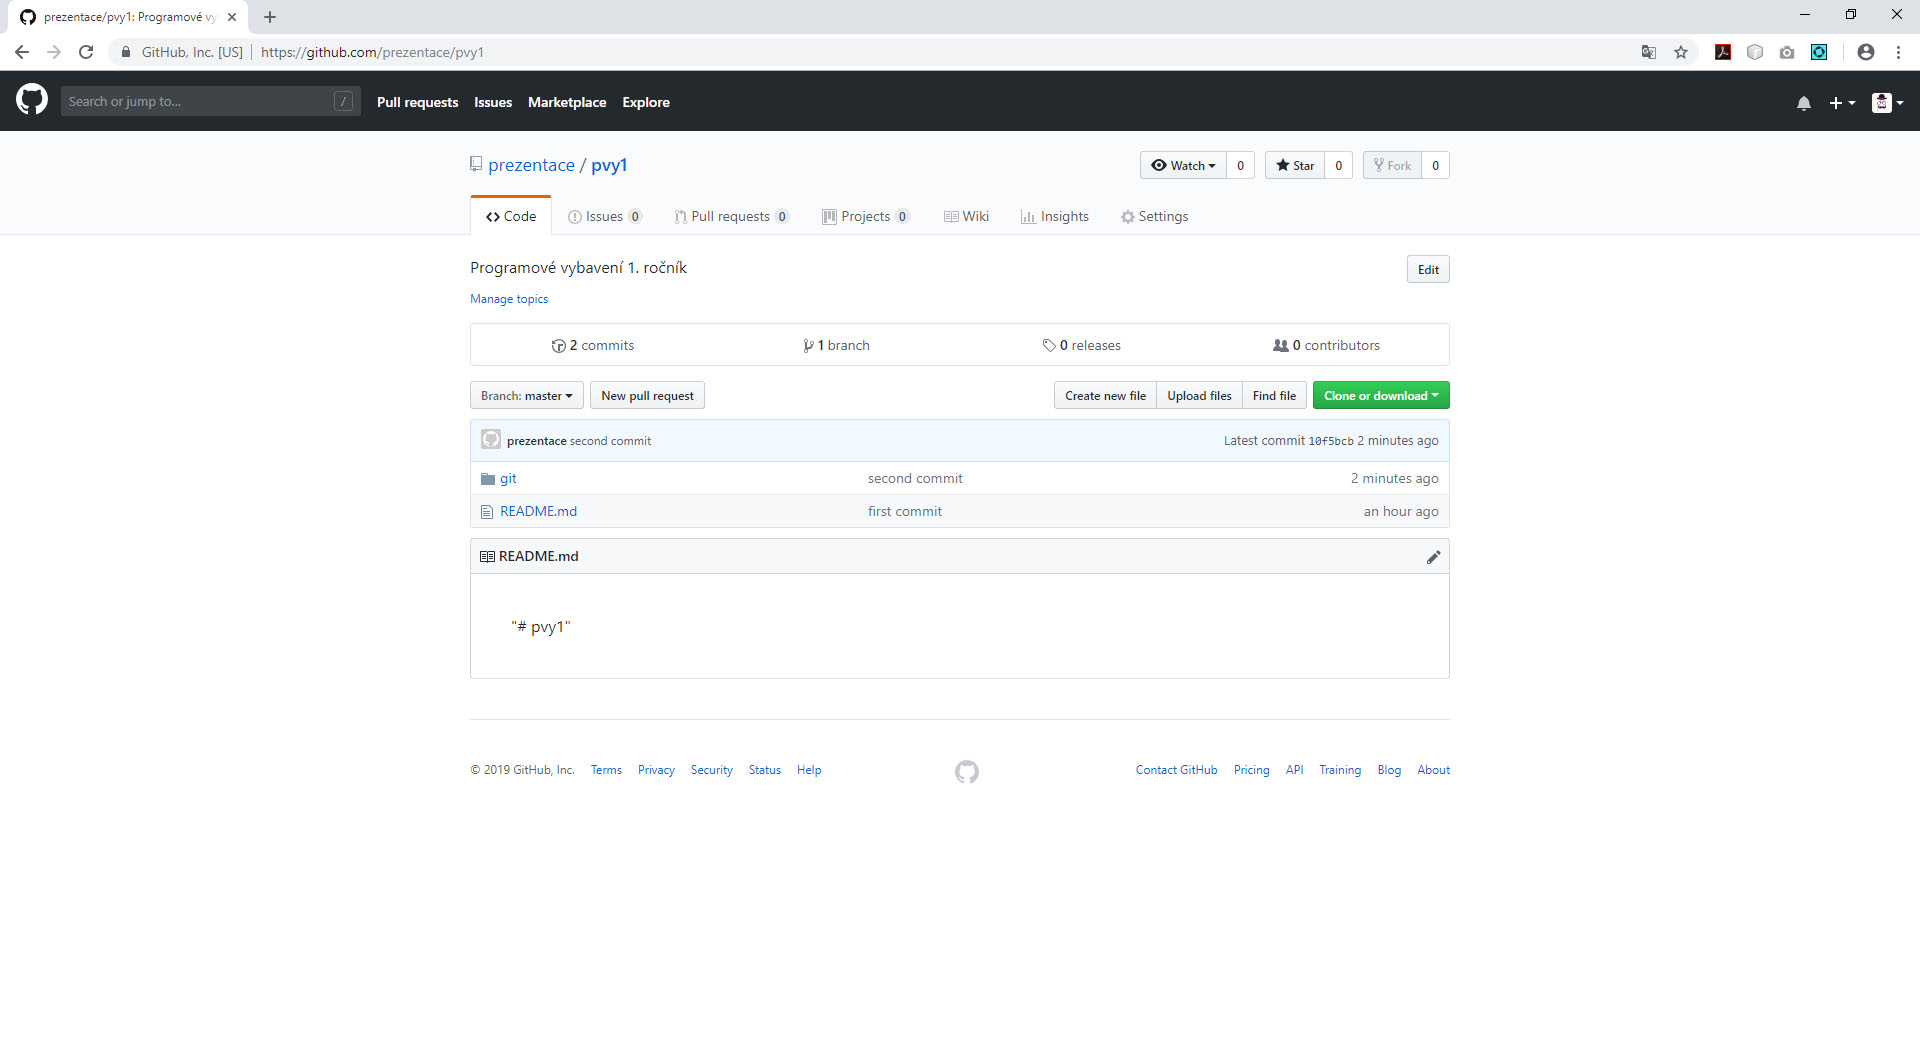 prezentace/pvy1: Programové vy
GitHub, Inc. [US] | https://github.com/prezentace/pvy1
Search or jump to... / Pull requests Issues Marketplace Explore
prezentace / pvy1 Watch 0 Star 0 Fork 0
Code Issues 0 Pull requests 0 Projects 0 Wiki Insights Settings
Programové vybavení 1. ročník Edit
Manage topics
2 commits 1 branch 0 releases 0 contributors
Branch: master New pull request Create new file Upload files Find file Clone or download
prezentace second commit Latest commit 10f5bcb 2 minutes ago
git second commit 2 minutes ago
README.md first commit an hour ago
README.md
"# pvy1"
© 2019 GitHub, Inc. Terms Privacy Security Status Help Contact GitHub Pricing API Training Blog About